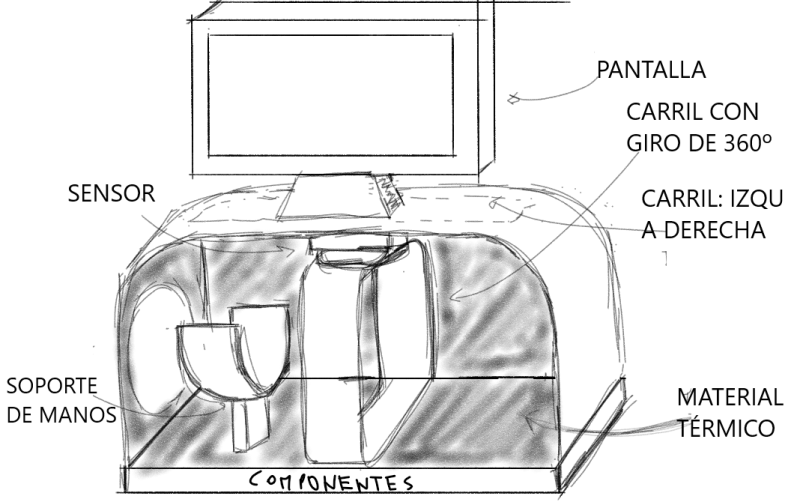 PANTALLA
CARRIL CON
GIRO DE 360º
SENSOR
CARRIL: IZQU
A DERECHA
SOPORTE
DE MANOS
MATERIAL
TÉRMICO
COMPONENTES